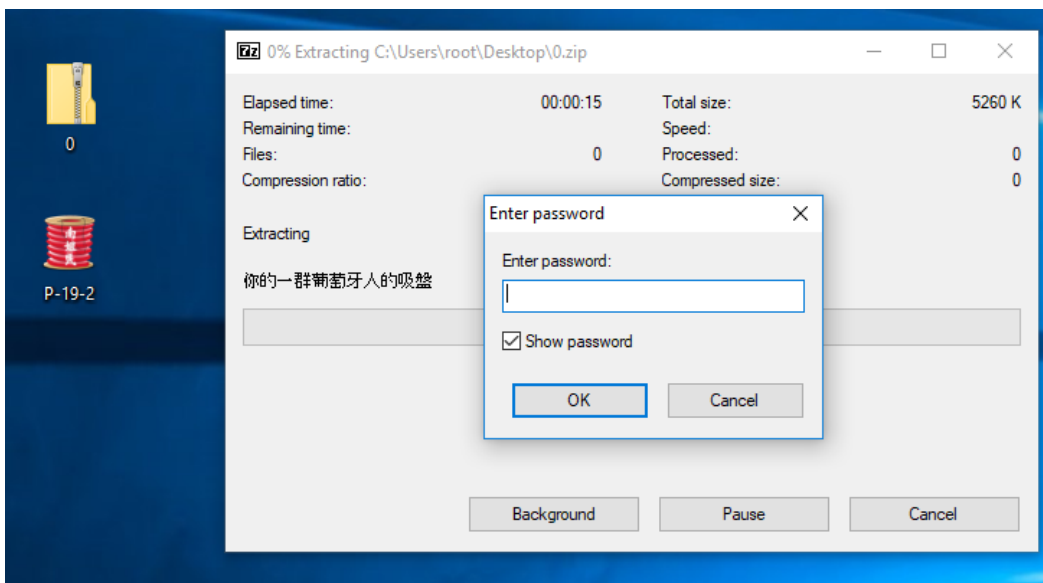 0% Extracting C:\Users\root\Desktop\0.zip
Elapsed time: 00:00:15 Total size: 5260 K
Remaining time: Speed:
Files: 0 Processed: 0
Compression ratio: Compressed size: 0
Extracting
你的一群葡萄牙人的吸盤
Enter password
Enter password:
Show password
OK Cancel
Background Pause Cancel
0
P-19-2